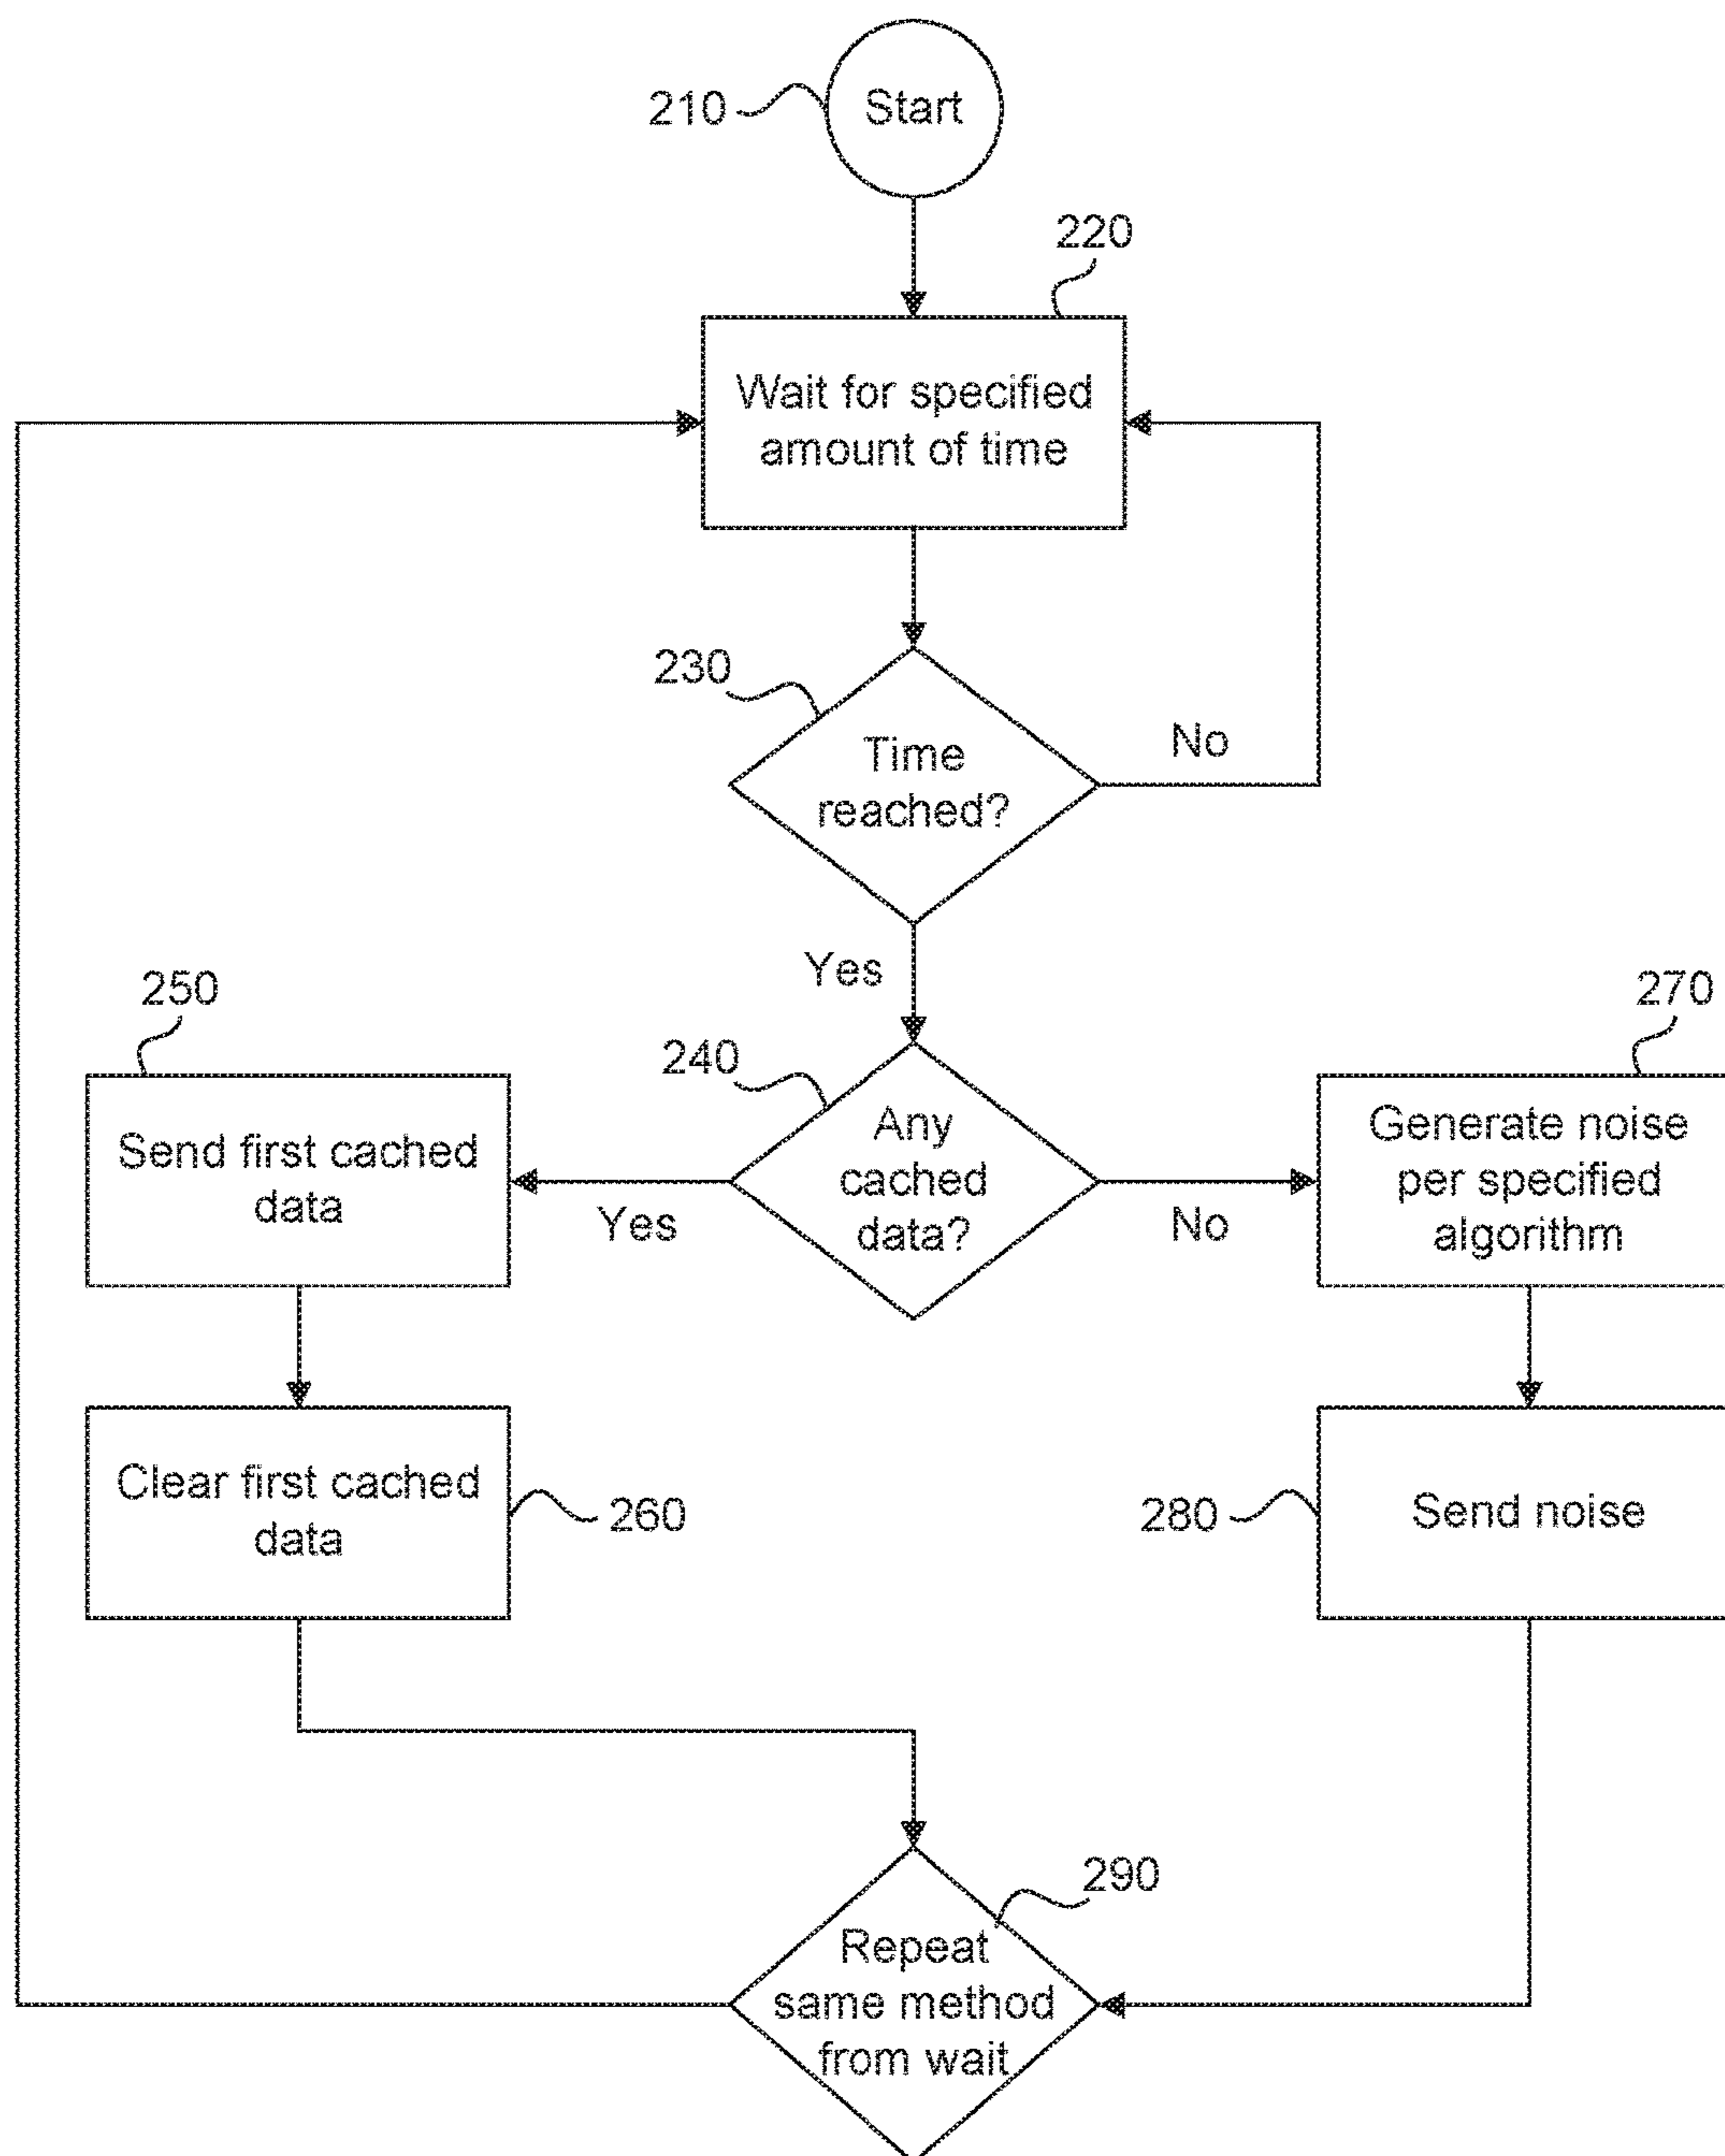 210
Start
220
Wait for specified
amount of time
230
Time
reached?
No
Yes
250
240
270
Send first cached
data
Any
cached
data?
Generate noise
per specified
algorithm
Yes
No
Clear first cached
data
260
280
Send noise
290
Repeat
same method
from wait